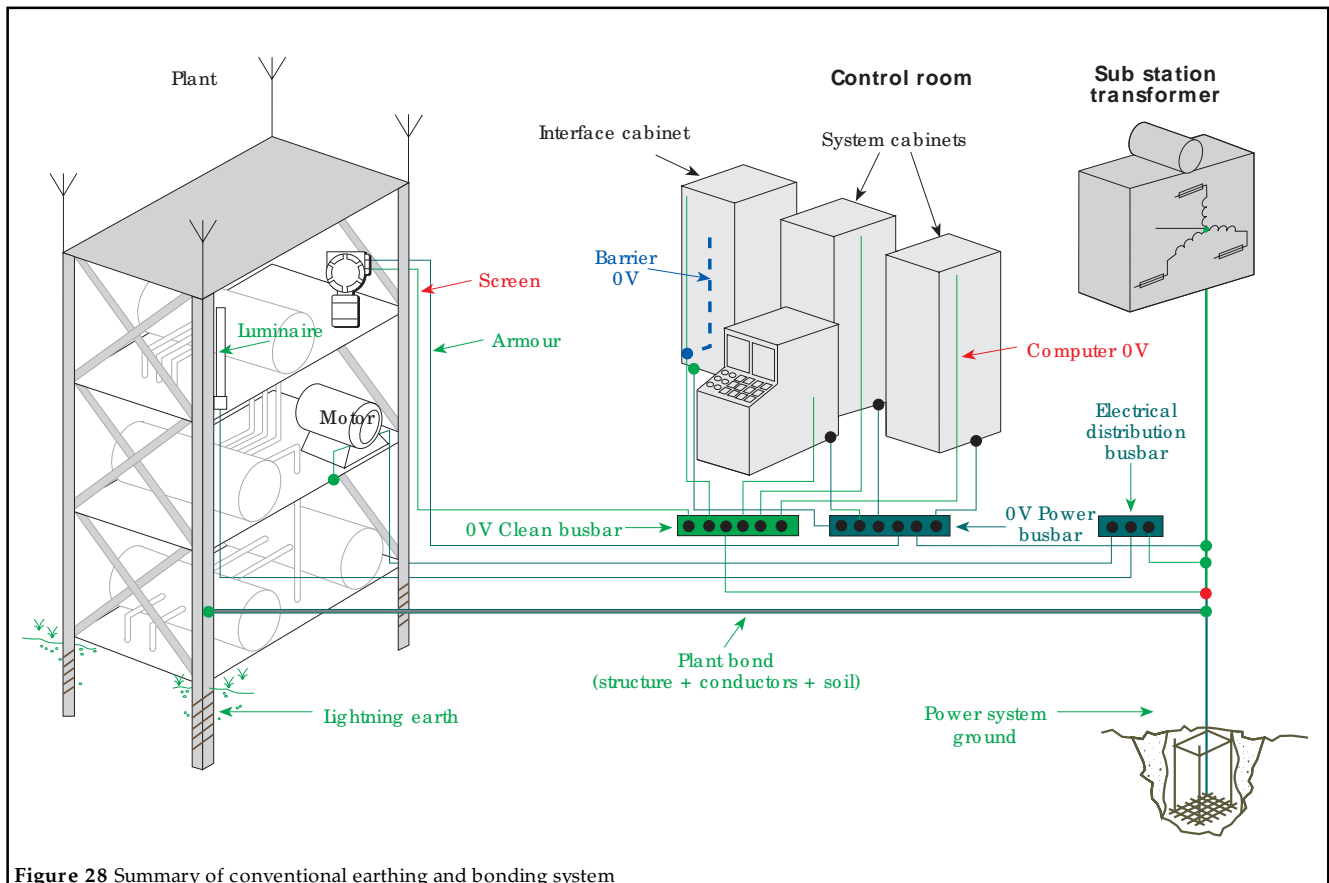 Plant
Control room
Sub station
transformer
Interface cabinet
System cabinets
Barrier
0V
Screen
Luminaire
Armour
Computer 0V
Motor
Electrical
distribution
busbar
0V Clean busbar
0V Power
busbar
Plant bond
(structure + conductors + soil)
Lightning earth
Power system
ground
Figure 28 Summary of conventional earthing and bonding system